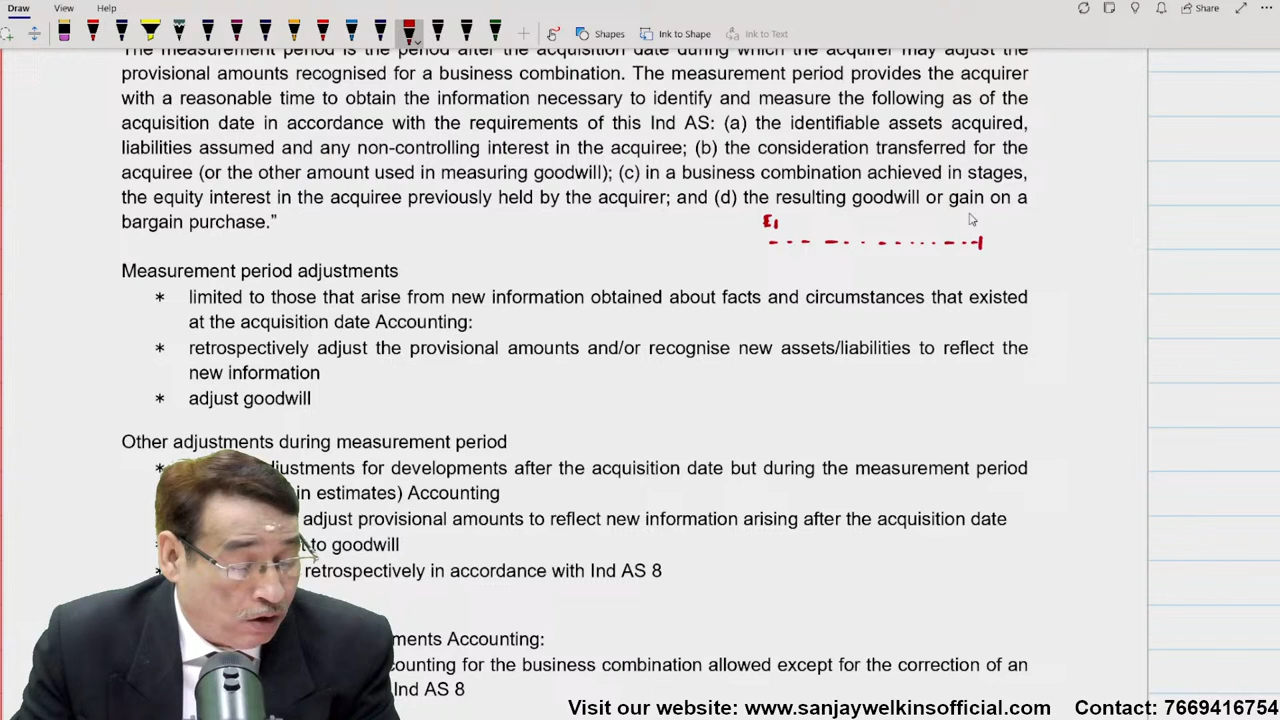 Draw View Help Share
Shapes Ink to Shape Ink to Text
The measurement period is the period after the acquisition date during which the acquirer may adjust the
provisional amounts recognised for a business combination. The measurement period provides the acquirer
with a reasonable time to obtain the information necessary to identify and measure the following as of the
acquisition date in accordance with the requirements of this Ind AS: (a) the identifiable assets acquired,
liabilities assumed and any non-controlling interest in the acquiree; (b) the consideration transferred for the
acquiree (or the other amount used in measuring goodwill); (c) in a business combination achieved in stages,
the equity interest in the acquiree previously held by the acquirer; and (d) the resulting goodwill or gain on a
bargain purchase.”
Measurement period adjustments
* limited to those that arise from new information obtained about facts and circumstances that existed
at the acquisition date Accounting:
* retrospectively adjust the provisional amounts and/or recognise new assets/liabilities to reflect the
new information
* adjust goodwill
Other adjustments during measurement period
* adjustments for developments after the acquisition date but during the measurement period
in estimates) Accounting
adjust provisional amounts to reflect new information arising after the acquisition date
to goodwill
retrospectively in accordance with Ind AS 8
Accounting:
for the business combination allowed except for the correction of an
Ind AS 8
Visit our website: www.sanjaywelkinsofficial.com Contact: 7669416754